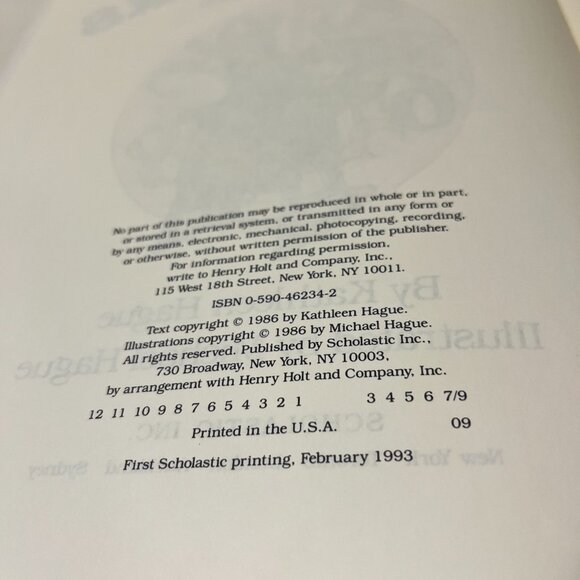 No part of this publication may be reproduced in whole or in part,
or stored in a retrieval system, or transmitted in any form or
by any means, electronic, mechanical, photocopying, recording,
or otherwise, without written permission of the publisher.
For information regarding permission,
write to Henry Holt and Company, Inc.,
115 West 18th Street, New York, NY 10011.
ISBN 0-590-46234-2
Text copyright © 1986 by Kathleen Hague.
Illustrations copyright © 1986 by Michael Hague.
All rights reserved. Published by Scholastic Inc.,
730 Broadway, New York, NY 10003,
by arrangement with Henry Holt and Company, Inc.
12 11 10 9 8 7 6 5 4 3 2 1 3 4 5 6 7/9
Printed in the U.S.A. 09
First Scholastic printing, February 1993